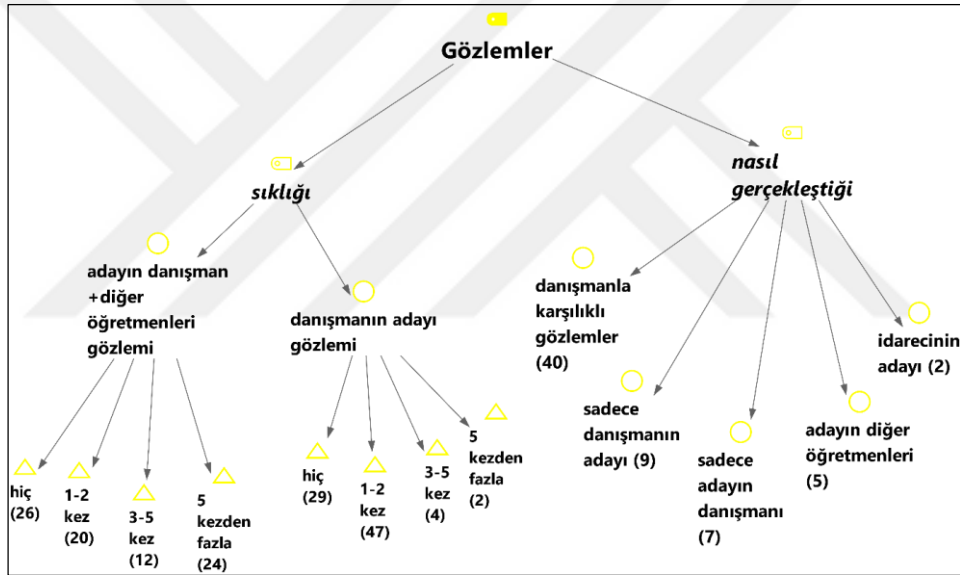 Gözlemler
sıklığı
nasıl
gerçekleştiği
adayın danışman
+diğer
öğretmenleri
gözlemi
danışmanın adayı
gözlemi
danışmanla
karşılıklı
gözlemler
(40)
idarecinin
adayı (2)
sadece
danışmanın
adayı (9)
sadece
adayın
danışmanı
(7)
adayın diğer
öğretmenleri
(5)
hiç
(26)
1-2
kez
(20)
3-5
kez
(12)
5
kezden
fazla
(24)
hiç
(29)
1-2
kez
(47)
3-5
kez
(4)
5
kezden
fazla
(2)